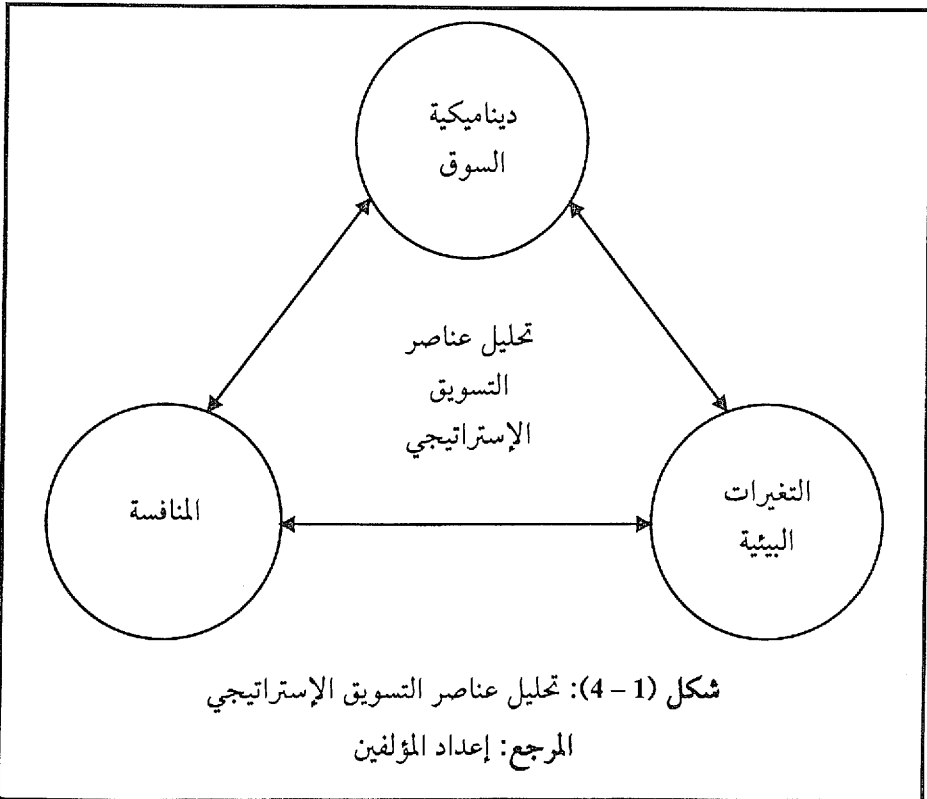 ديناميكية
السوق
تحليل عناصر
التسويق
الإستراتيجي
التغيرات
البيئية
المنافسة
شكل (1 – 4): تحليل عناصر التسويق الإستراتيجي
المرجع: إعداد المؤلفين